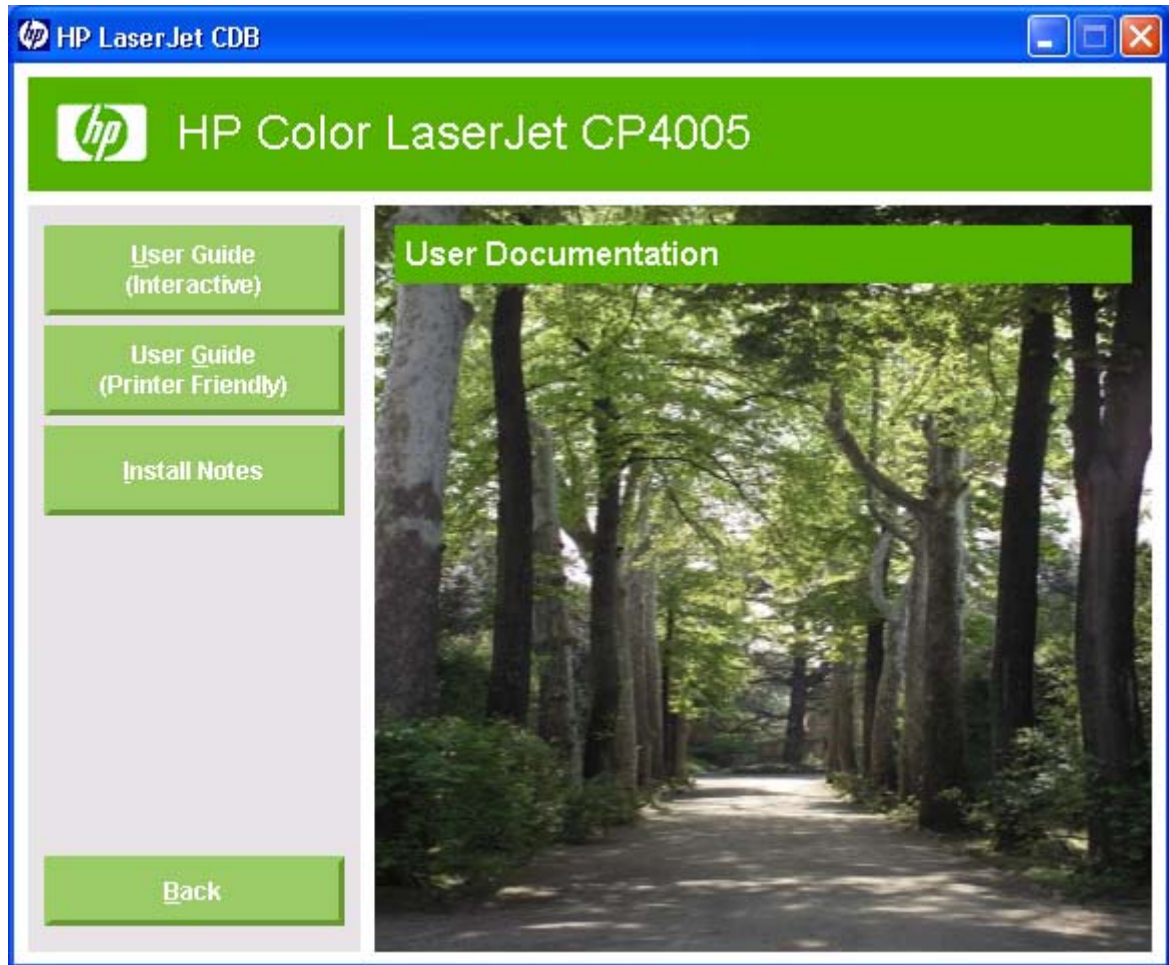 HP LaserJet CDB
hp HP Color LaserJet CP4005
User Guide
(Interactive)
User Guide
(Printer Friendly)
Install Notes
Back
User Documentation